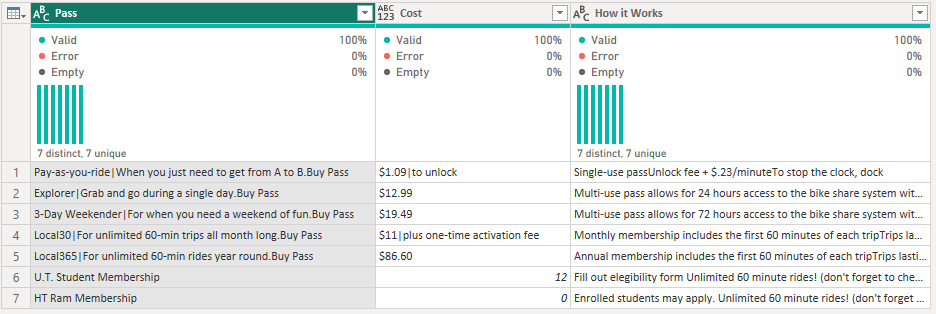 ABC Pass ABC 123 Cost ABC How it Works
Valid 100% Valid 100% Valid 100%
Error 0% Error 0% Error 0%
Empty 0% Empty 0% Empty 0%
7 distinct, 7 unique 7 distinct, 7 unique
1 Pay-as-you-ride|When you just need to get from A to B.Buy Pass $1.09|to unlock Single-use passUnlock fee + $.23/minuteTo stop the clock, dock
2 Explorer|Grab and go during a single day.Buy Pass $12.99 Multi-use pass allows for 24 hours access to the bike share system wit...
3 3-Day Weekender|For when you need a weekend of fun.Buy Pass $19.49 Multi-use pass allows for 72 hours access to the bike share system wit...
4 Local30|For unlimited 60-min trips all month long.Buy Pass $11|plus one-time activation fee Monthly membership includes the first 60 minutes of each tripTrips la...
5 Local365|For unlimited 60-min rides year round.Buy Pass $86.60 Annual membership includes the first 60 minutes of each tripTrips lasti...
6 U.T. Student Membership 12 Fill out elegibility form Unlimited 60 minute rides! (don't forget to che...
7 HT Ram Membership 0 Enrolled students may apply. Unlimited 60 minute rides! (don't forget ...